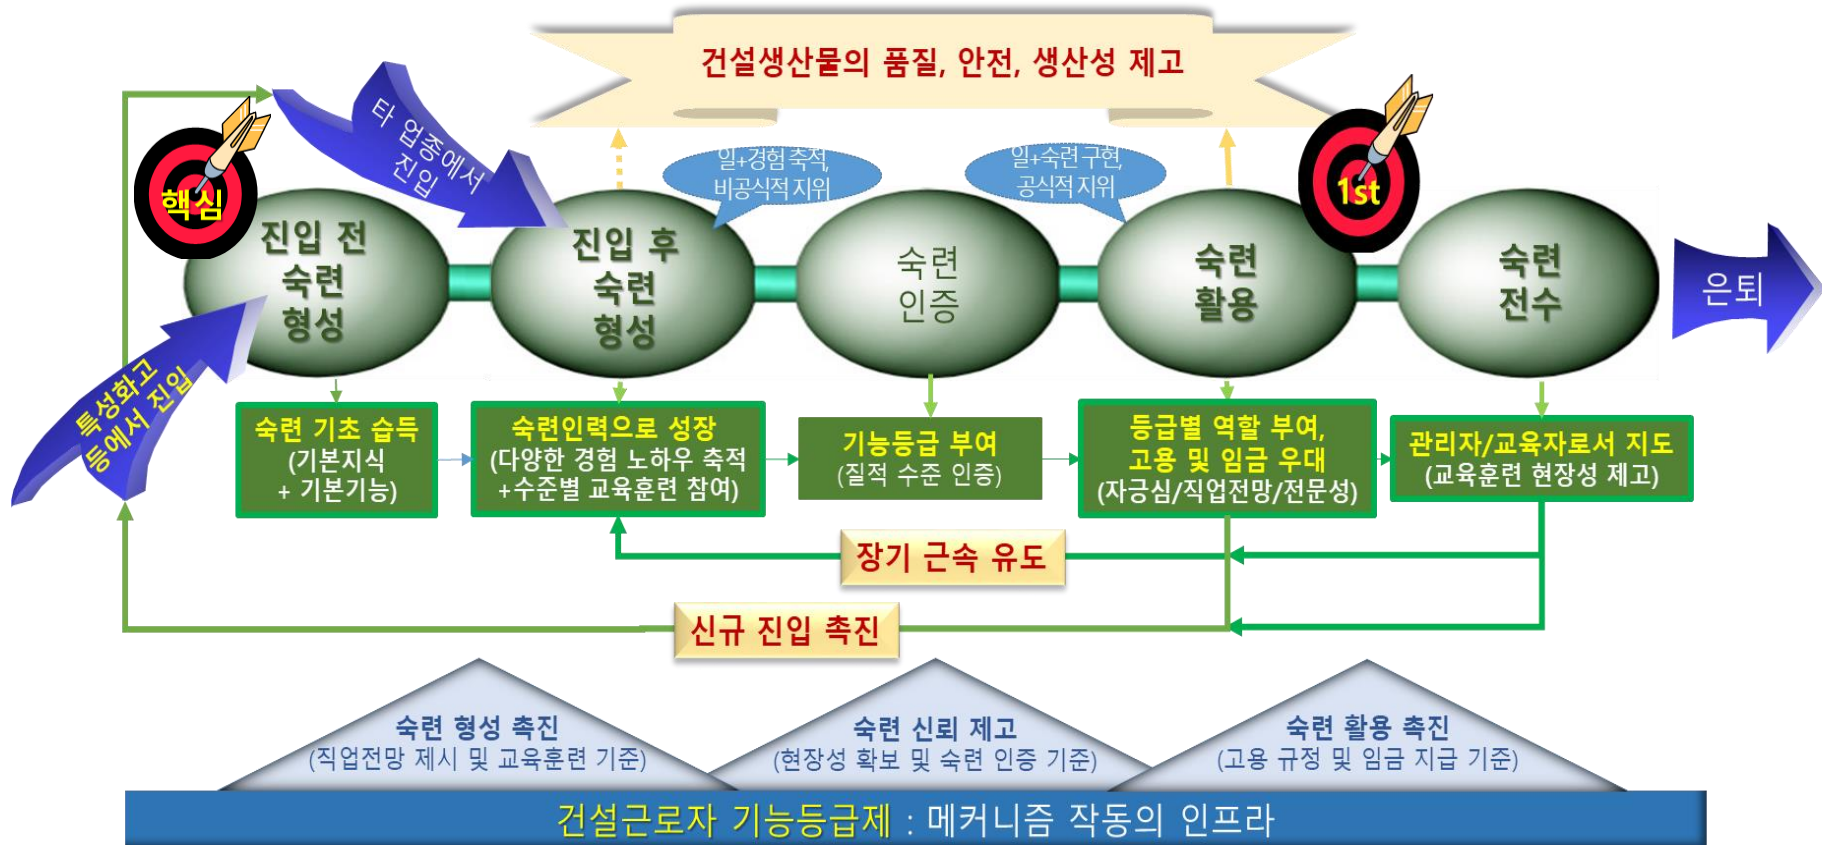 건설생산물의 품질, 안전, 생산성 제고
타 업종에서
진입
핵심
일+경험 축적,
비공식적 지위
일+숙련 구현,
공식적 지위
1st
진입 전
숙련
형성
진입 후
숙련
형성
숙련
인증
숙련
활용
숙련
전수
은퇴
특성화고
등에서 진입
숙련 기초 습득
(기본지식
+ 기본기능)
숙련인력으로 성장
(다양한 경험 노하우 축적
+수준별 교육훈련 참여)
기능등급 부여
(질적 수준 인증)
등급별 역할 부여,
고용 및 임금 우대
(자긍심/직업전망/전문성)
관리자/교육자로서 지도
(교육훈련 현장성 제고)
장기 근속 유도
신규 진입 촉진
숙련 형성 촉진
(직업전망 제시 및 교육훈련 기준)
숙련 신뢰 제고
(현장성 확보 및 숙련 인증 기준)
숙련 활용 촉진
(고용 규정 및 임금 지급 기준)
건설근로자 기능등급제 : 메커니즘 작동의 인프라